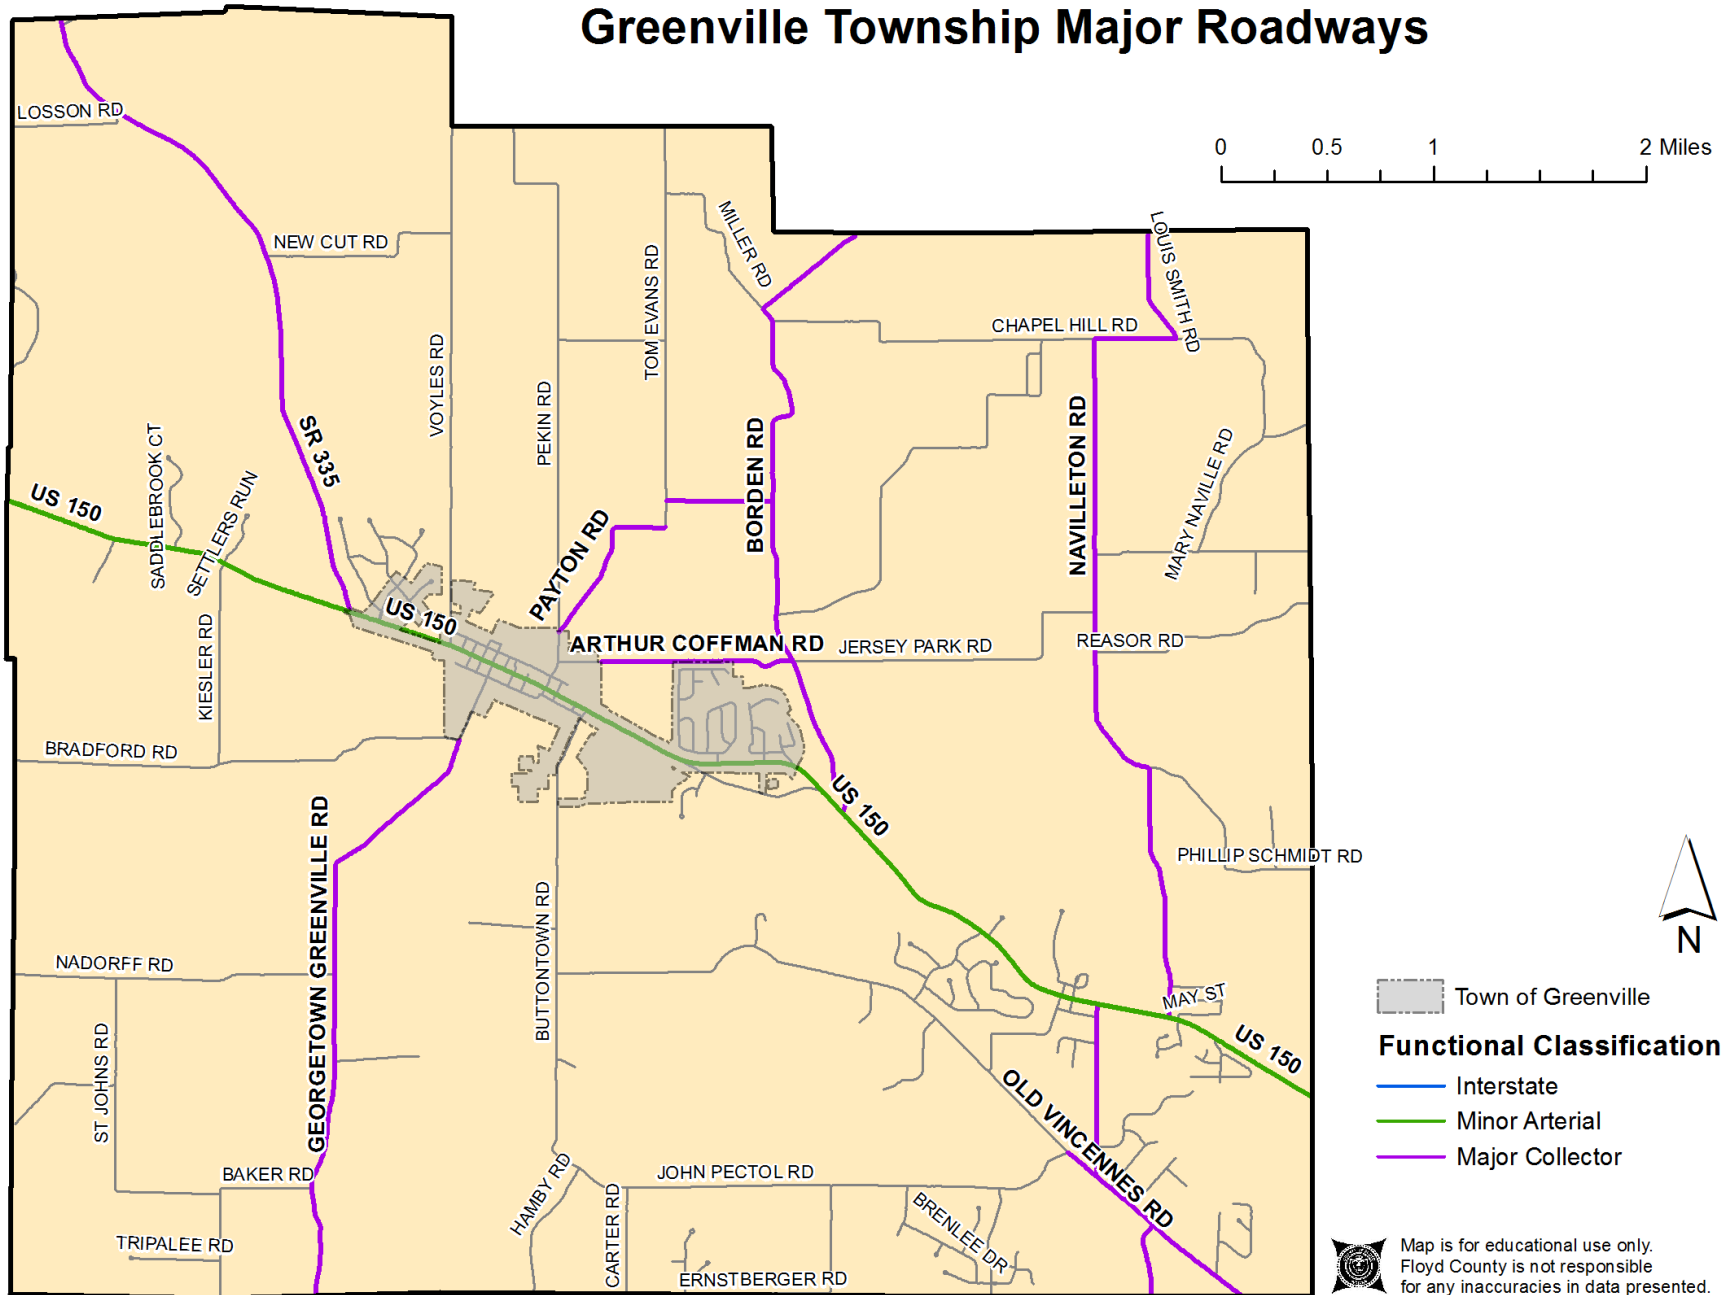 Greenville Township Major Roadways
0 0.5 1 2 Miles
LOSSON RD
NEW CUT RD
MILLER RD
LOUIS SMITH RD
CHAPEL HILL RD
TOM EVANS RD
VOYLES RD
PEKIN RD
SR 335
BORDEN RD
NAVILLETON RD
MARY NAVILLE RD
SADDLEBROOK CT
SETTLERS RUN
US 150
PAYTON RD
US 150
ARTHUR COFFMAN RD
JERSEY PARK RD
REASOR RD
KIESLER RD
BRADFORD RD
US 150
GEORGETOWN GREENVILLE RD
PHILLIP SCHMIDT RD
BUTTONTOWN RD
NADORFF RD
MAY ST
US 150
ST JOHNS RD
OLD VINCENNES RD
BAKER RD
HAMBY RD
JOHN PECTOL RD
CARTER RD
BRENLEE DR
TRIPALEE RD
ERNSTBERGER RD
N
Town of Greenville
Functional Classification
Interstate
Minor Arterial
Major Collector
Map is for educational use only.
Floyd County is not responsible
for any inaccuracies in data presented.